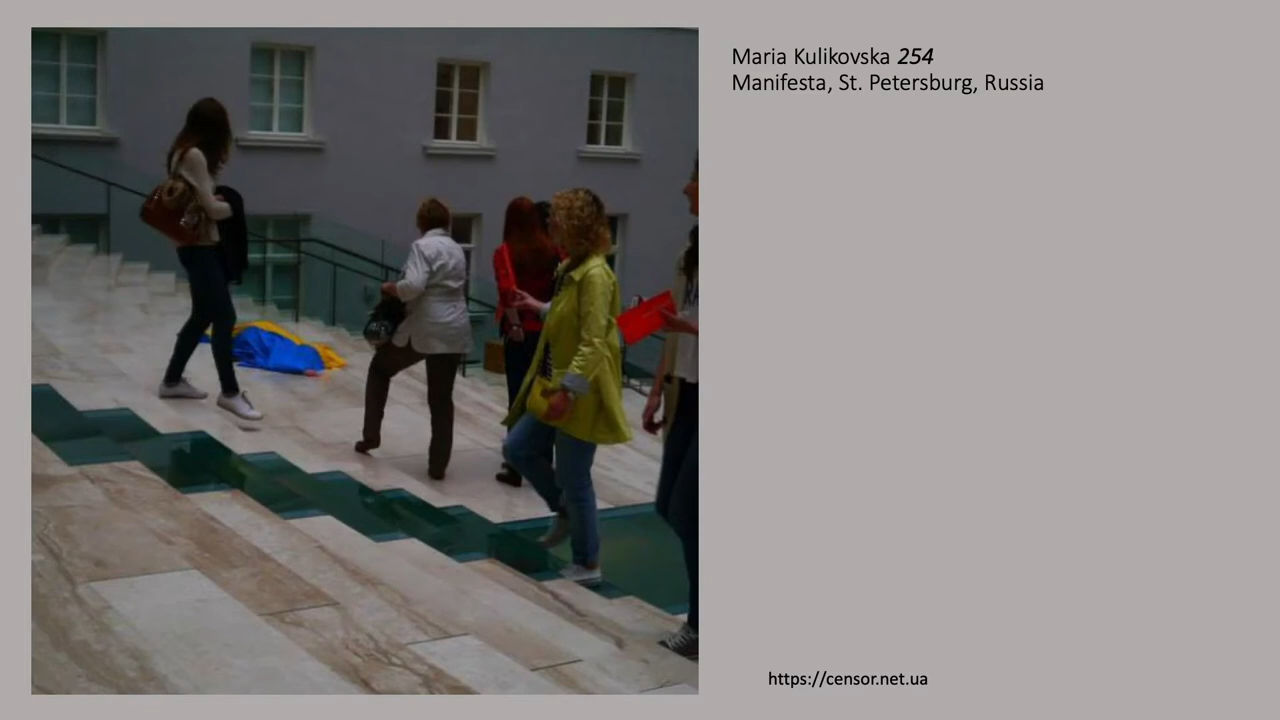 Maria Kulikovska 254
Manifesta, St. Petersburg, Russia
https://censor.net.ua